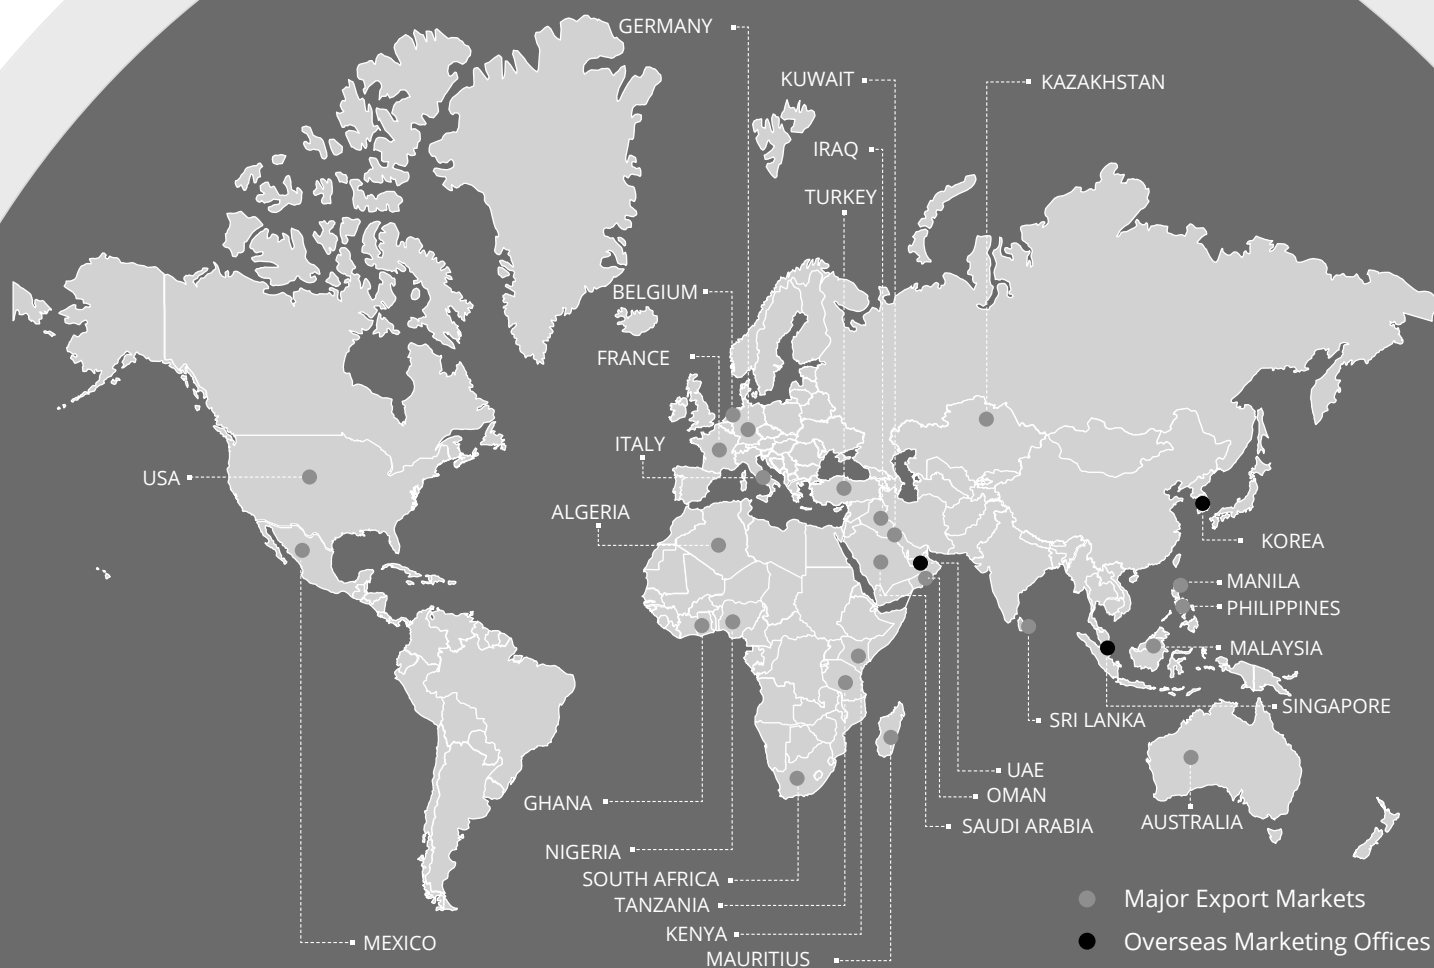 GERMANY
KUWAIT
KAZAKHSTAN
IRAQ
TURKEY
BELGIUM
FRANCE
ITALY
USA
ALGERIA
KOREA
MANILA
PHILIPPINES
MALAYSIA
SINGAPORE
SRI LANKA
UAE
OMAN
GHANA
SAUDI ARABIA
AUSTRALIA
NIGERIA
SOUTH AFRICA
TANZANIA
KENYA
MEXICO
MAURITIUS
Major Export Markets
Overseas Marketing Offices